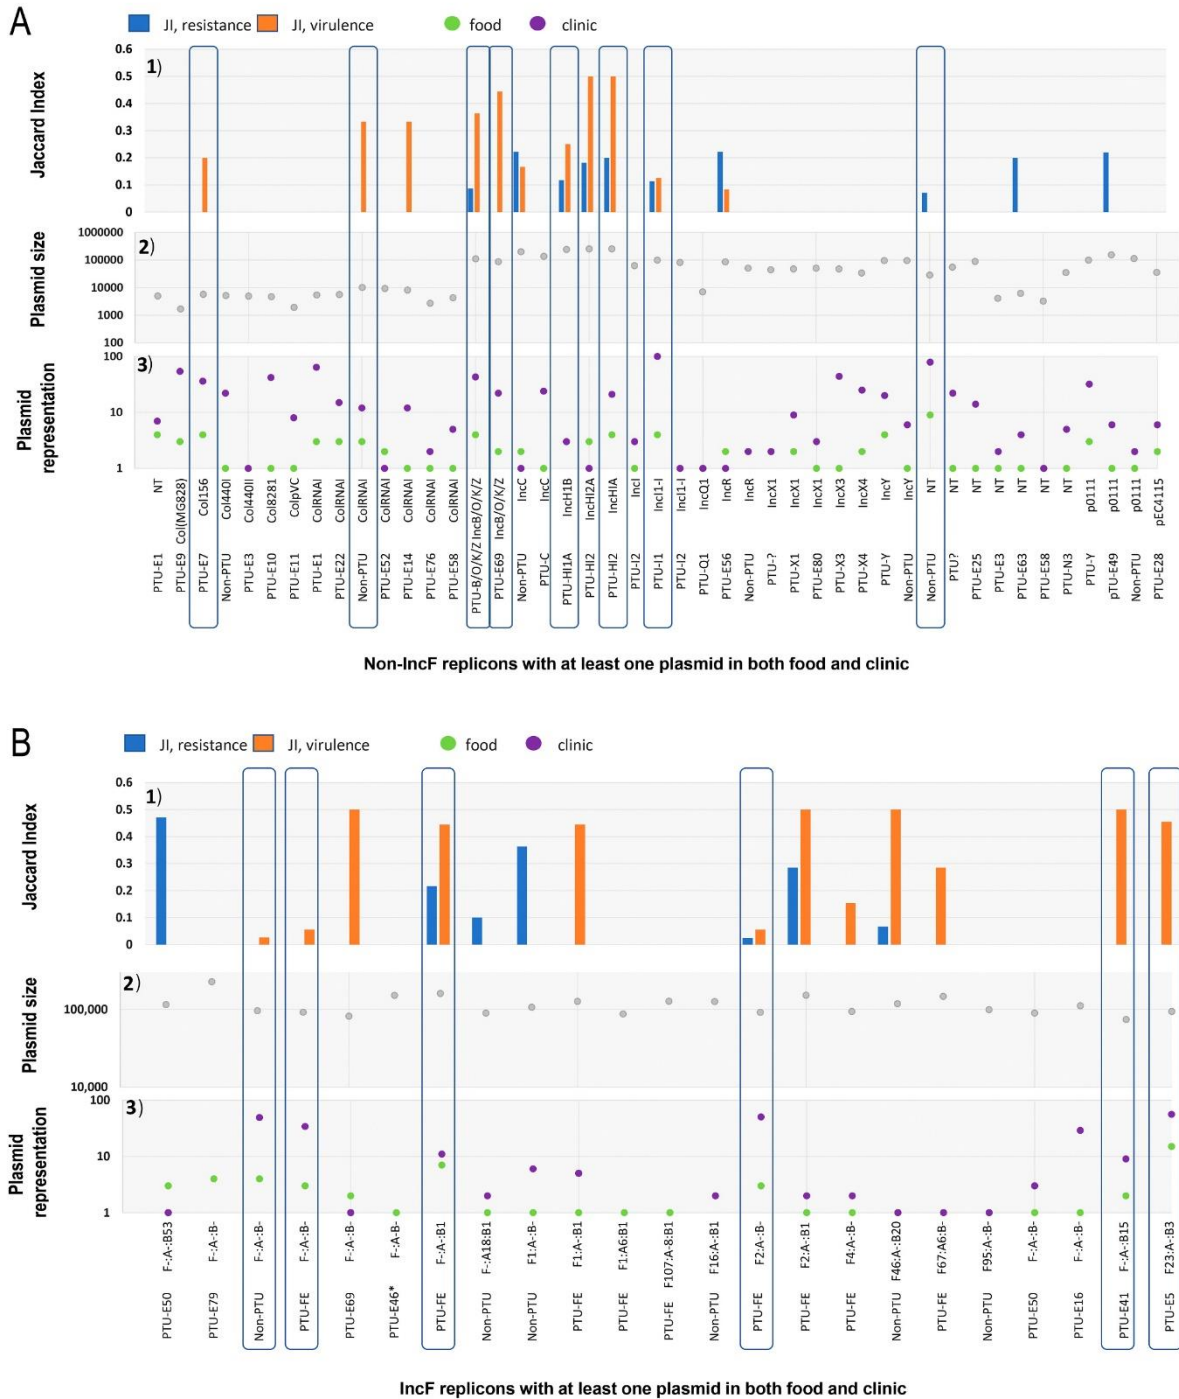 A
JI, resistance JI, virulence food clinic
1)
Jaccard Index
0.6
0.5
0.4
0.3
0.2
0.1
0
2)
Plasmid size
1000000
100000
10000
1000
100
3)
Plasmid representation
100
10
1
NT Col(MG828) Col156 Col440I Col440II Col8281 ColpVC ColRNAI ColRNAI ColRNAI ColRNAI ColRNAI ColRNAI ColRNAI IncB/O/K/Z IncB/O/K/Z IncC IncC IncH1B IncHI2A IncHIA IncI IncI1-I IncI1-I IncQ1 IncR IncR IncX1 IncX1 IncX1 IncX3 IncX4 IncY IncY NT NT NT NT NT NT NT p0111 p0111 p0111 pEC4115
PTU-E1 PTU-E9 PTU-E7 Non-PTU PTU-E3 PTU-E10 PTU-E11 PTU-E1 PTU-E22 Non-PTU PTU-E52 PTU-E14 PTU-E76 PTU-E58 PTU-B/O/K/Z PTU-E69 Non-PTU PTU-C PTU-HI1A PTU-HI2 PTU-HI2 PTU-I2 PTU-I1 PTU-I2 PTU-Q1 PTU-E56 Non-PTU PTU-? PTU-X1 PTU-E80 PTU-X3 PTU-X4 PTU-Y Non-PTU Non-PTU PTU? PTU-E25 PTU-E3 PTU-E63 PTU-E58 PTU-N3 PTU-Y pTU-E49 Non-PTU PTU-E28
Non-IncF replicons with at least one plasmid in both food and clinic
B
JI, resistance JI, virulence food clinic
1)
Jaccard Index
0.6
0.5
0.4
0.3
0.2
0.1
0
2)
Plasmid size
100,000
10,000
3)
Plasmid representation
100
10
1
F-:A-:B53 F-:A-:B- F-:A-:B- F-:A-:B- F-:A-:B- F-:A-:B- F-:A-:B1 F-:A18:B1 F1:A-:B- F1:A-:B1 F1:A6:B1 F107:A-8:B1 F16:A-:B1 F2:A-:B- F2:A-:B1 F4:A-:B- F46:A-:B20 F67:A6:B- F95:A-:B- F-:A-:B- F-:A-:B- F-:A-:B15 F23:A-:B3
PTU-E50 PTU-E79 Non-PTU PTU-FE PTU-E69 PTU-E46* PTU-FE Non-PTU Non-PTU PTU-FE PTU-FE PTU-FE Non-PTU PTU-FE PTU-FE PTU-FE Non-PTU PTU-FE Non-PTU PTU-E50 PTU-E16 PTU-E41 PTU-E5
IncF replicons with at least one plasmid in both food and clinic